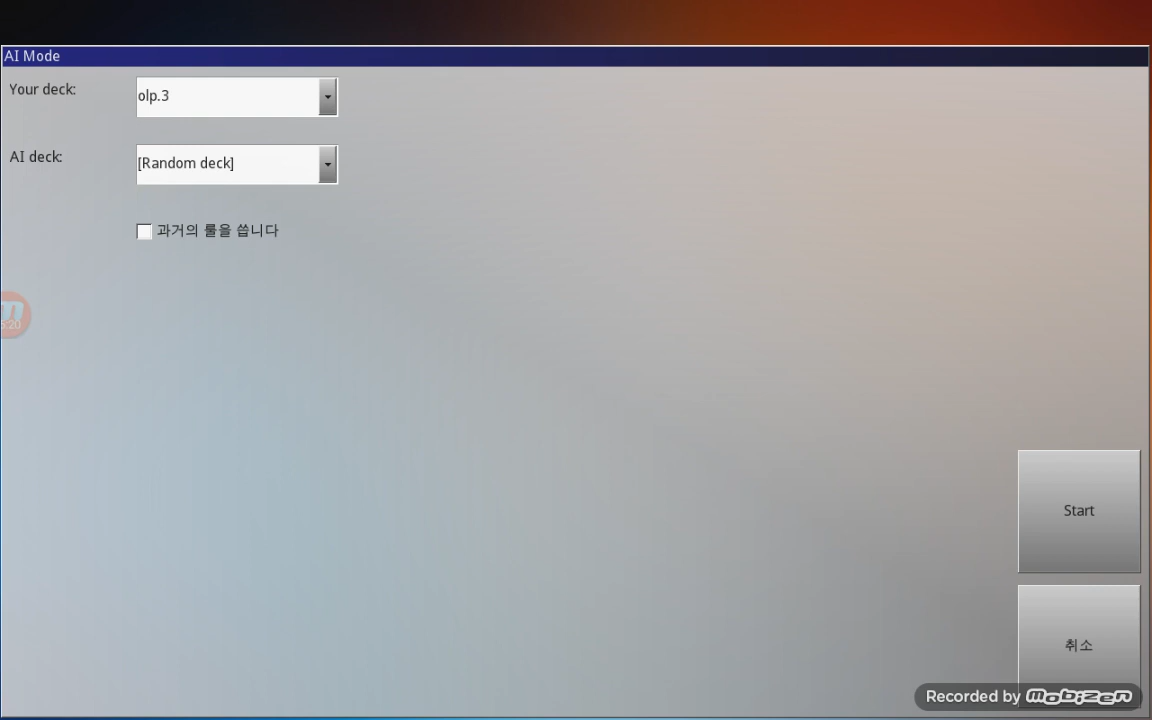 AI Mode
Your deck:
olp.3
AI deck:
[Random deck]
과거의 룰을 씁니다
Start
취소
Recorded by mobizen